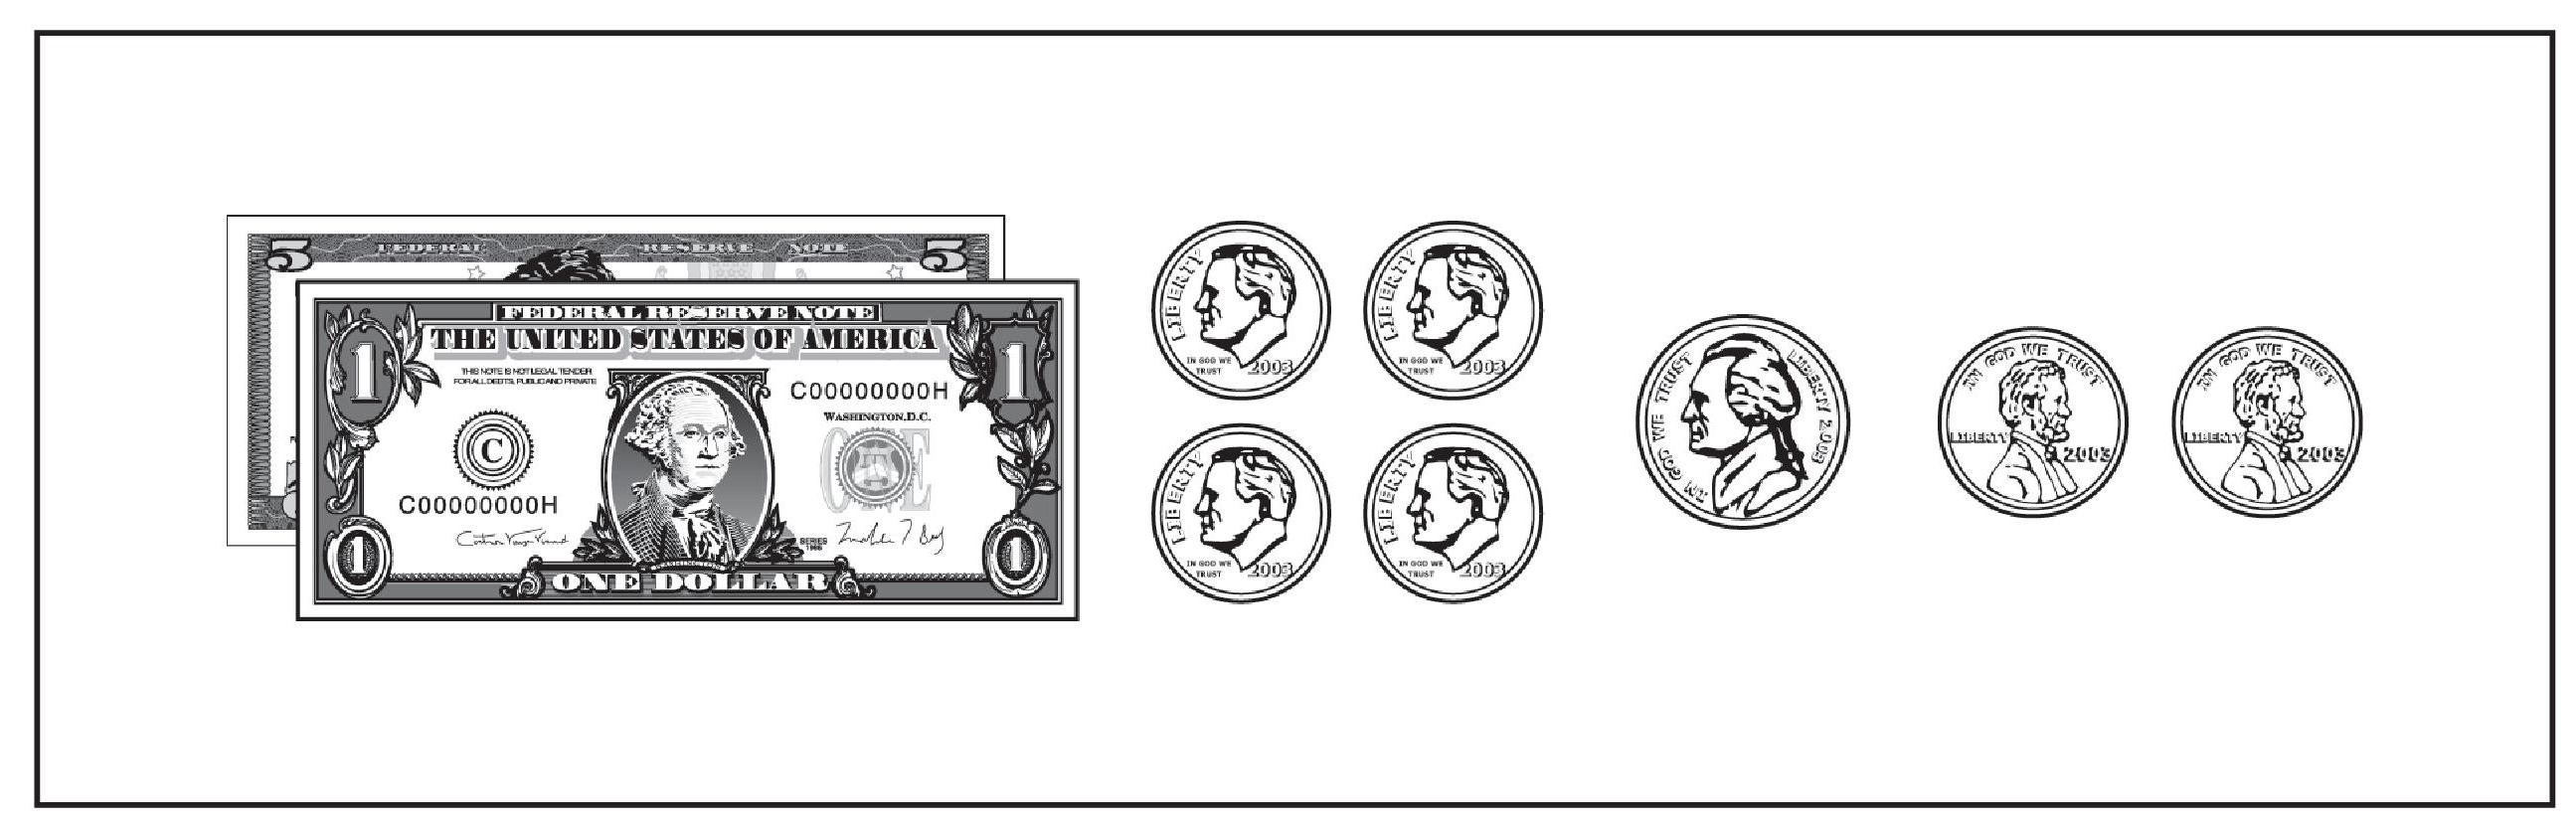 5 FEDERAL RESERVE NOTE 5
FEDERAL RESERVE NOTE
THE UNITED STATES OF AMERICA
1 1
THIS NOTE IS NOT LEGAL TENDER
FOR ALL DEBTS, PUBLIC AND PRIVATE
C00000000H
WASHINGTON, D.C.
C
ONE
C00000000H
SERIES
1 1
ONE DOLLAR
LIBERTY
IN GOD WE
TRUST
2003
LIBERTY
IN GOD WE
TRUST
2003
LIBERTY
IN GOD WE
TRUST
2003
LIBERTY
IN GOD WE
TRUST
2003
IN GOD WE TRUST
LIBERTY 2003
IN GOD WE TRUST
LIBERTY
2003
IN GOD WE TRUST
LIBERTY
2003